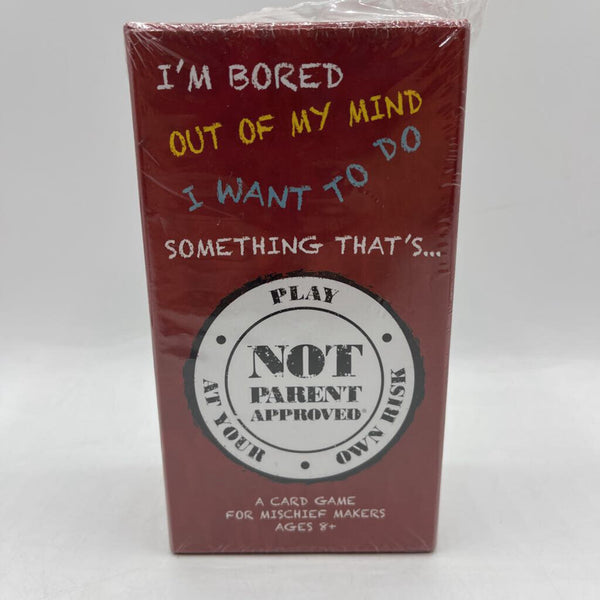 I'M BORED
OUT OF MY MIND
I WANT TO DO
SOMETHING THAT'S...
PLAY
AT YOUR
OWN RISK
NOT
PARENT
APPROVED®
A CARD GAME
FOR MISCHIEF MAKERS
AGES 8+